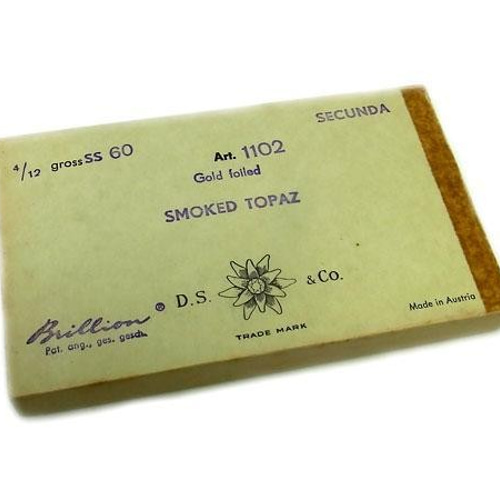 SECUNDA
4/12 gross SS 60
Art. 1102
Gold foiled
SMOKED TOPAZ
D.S. & Co.
TRADE MARK
Made in Austria
Brillion ®
Pat. ang., ges. gesch.